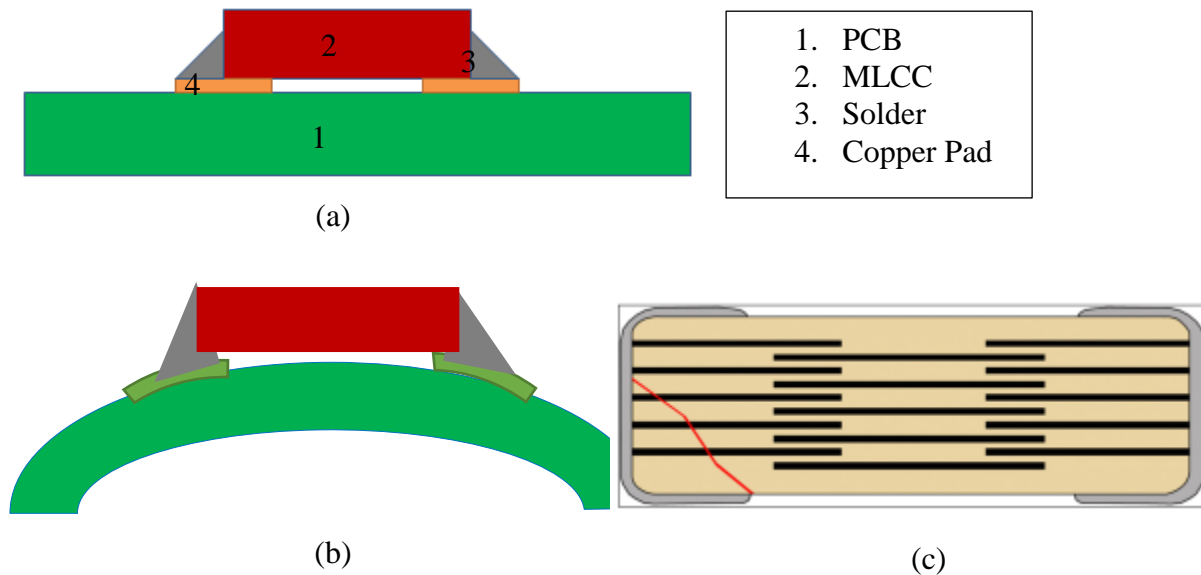 2
3
4
1
(a)
1. PCB
2. MLCC
3. Solder
4. Copper Pad
(b)
(c)